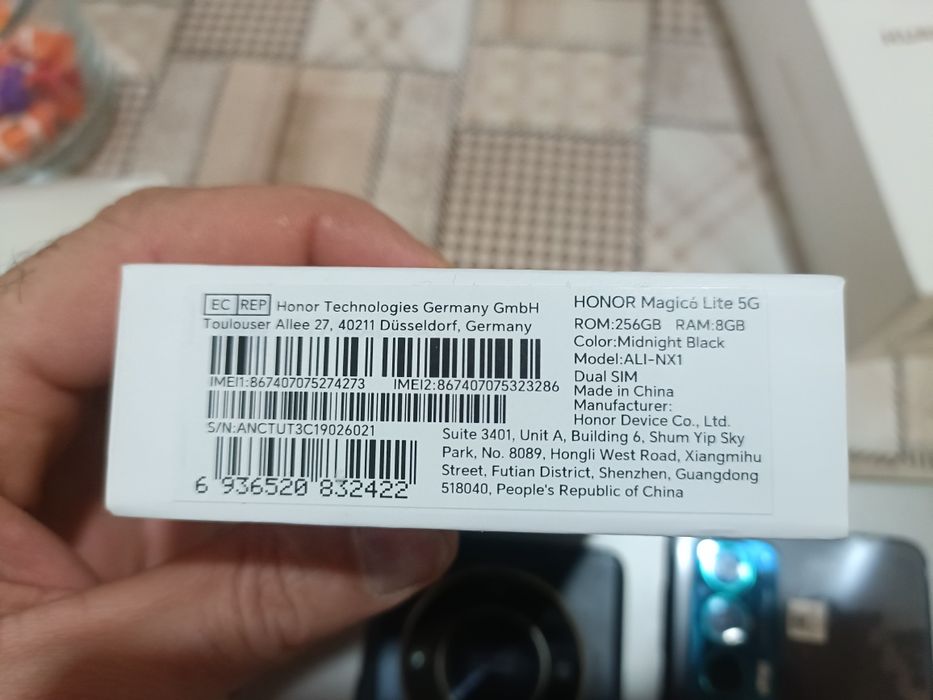 EC REP Honor Technologies Germany GmbH
Toulouser Allee 27, 40211 Düsseldorf, Germany
IMEI1:867407075274273 IMEI2:867407075323286
S/N:ANCTUT3C19026021
6 936520 832422
HONOR Magic6 Lite 5G
ROM:256GB RAM:8GB
Color:Midnight Black
Model:ALI-NX1
Dual SIM
Made in China
Manufacturer:
Honor Device Co., Ltd.
Suite 3401, Unit A, Building 6, Shum Yip Sky
Park, No. 8089, Hongli West Road, Xiangmihu
Street, Futian District, Shenzhen, Guangdong
518040, People's Republic of China